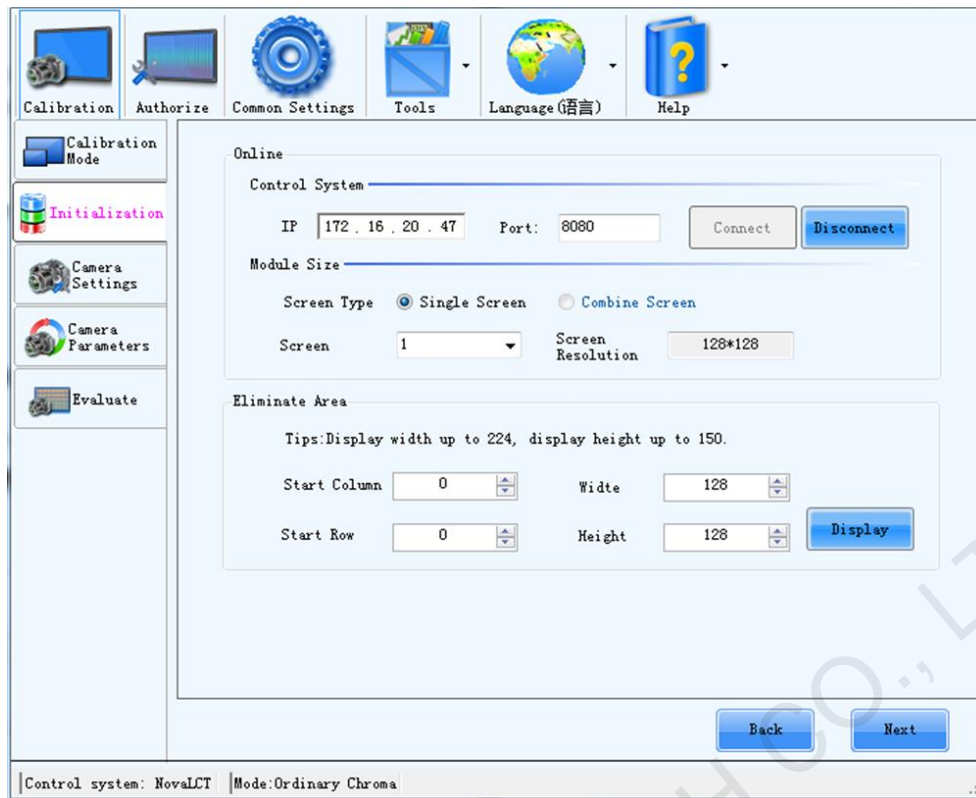 Calibration Authorize Common Settings Tools Language(语言) Help
Calibration
Mode
Initialization
Camera
Settings
Camera
Parameters
Evaluate
Online
Control System
IP 172 . 16 . 20 . 47 Port: 8080 Connect Disconnect
Module Size
Screen Type Single Screen Combine Screen
Screen 1 Screen
Resolution 128*128
Eliminate Area
Tips:Display width up to 224, display height up to 150.
Start Column 0 Widte 128
Start Row 0 Height 128 Display
Back Next
Control system: NovaLCT Mode:Ordinary Chroma
H CO., LT